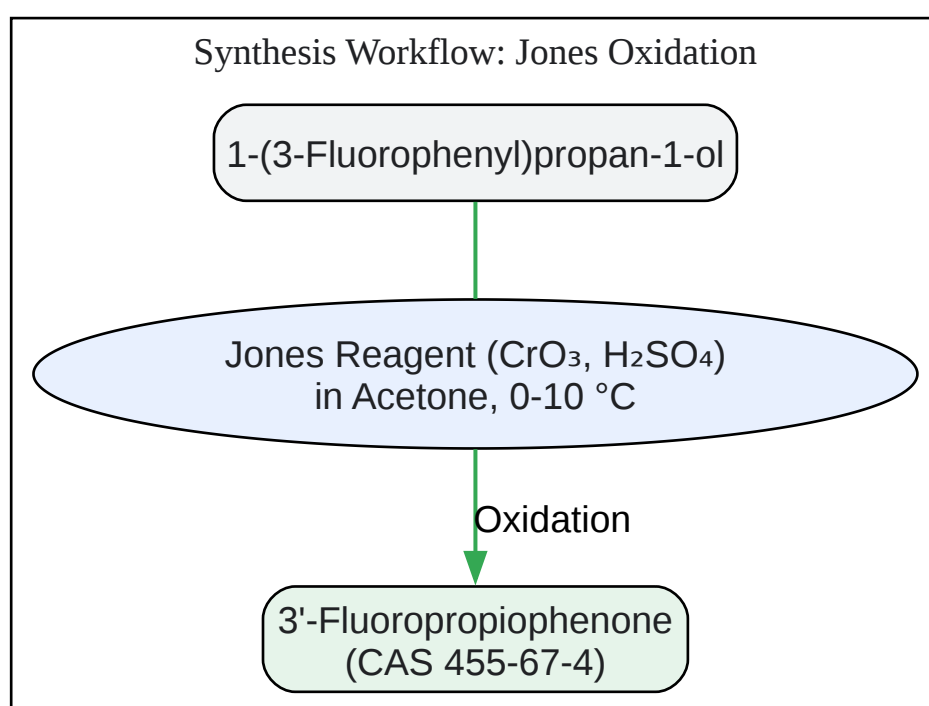 Synthesis Workflow: Jones Oxidation
1-(3-Fluorophenyl)propan-1-ol
Jones Reagent (CrO₃, H₂SO₄)
in Acetone, 0-10 °C
Oxidation
3'-Fluoropropiophenone
(CAS 455-67-4)